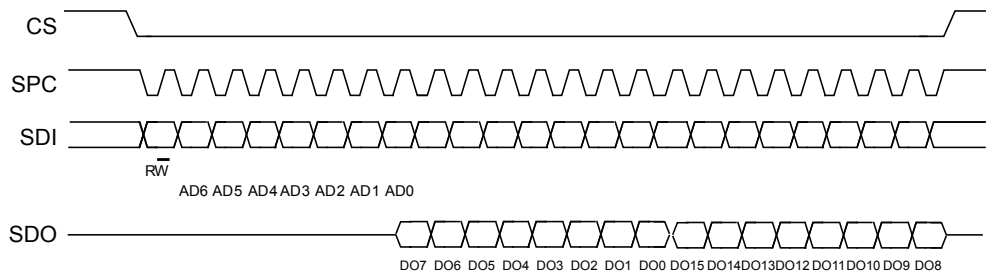 CS
SPC
SDI
RW
AD6 AD5 AD4 AD3 AD2 AD1 AD0
SDO
DO7 DO6 DO5 DO4 DO3 DO2 DO1 DO0 DO15 DO14 DO13 DO12 DO11 DO10 DO9 DO8